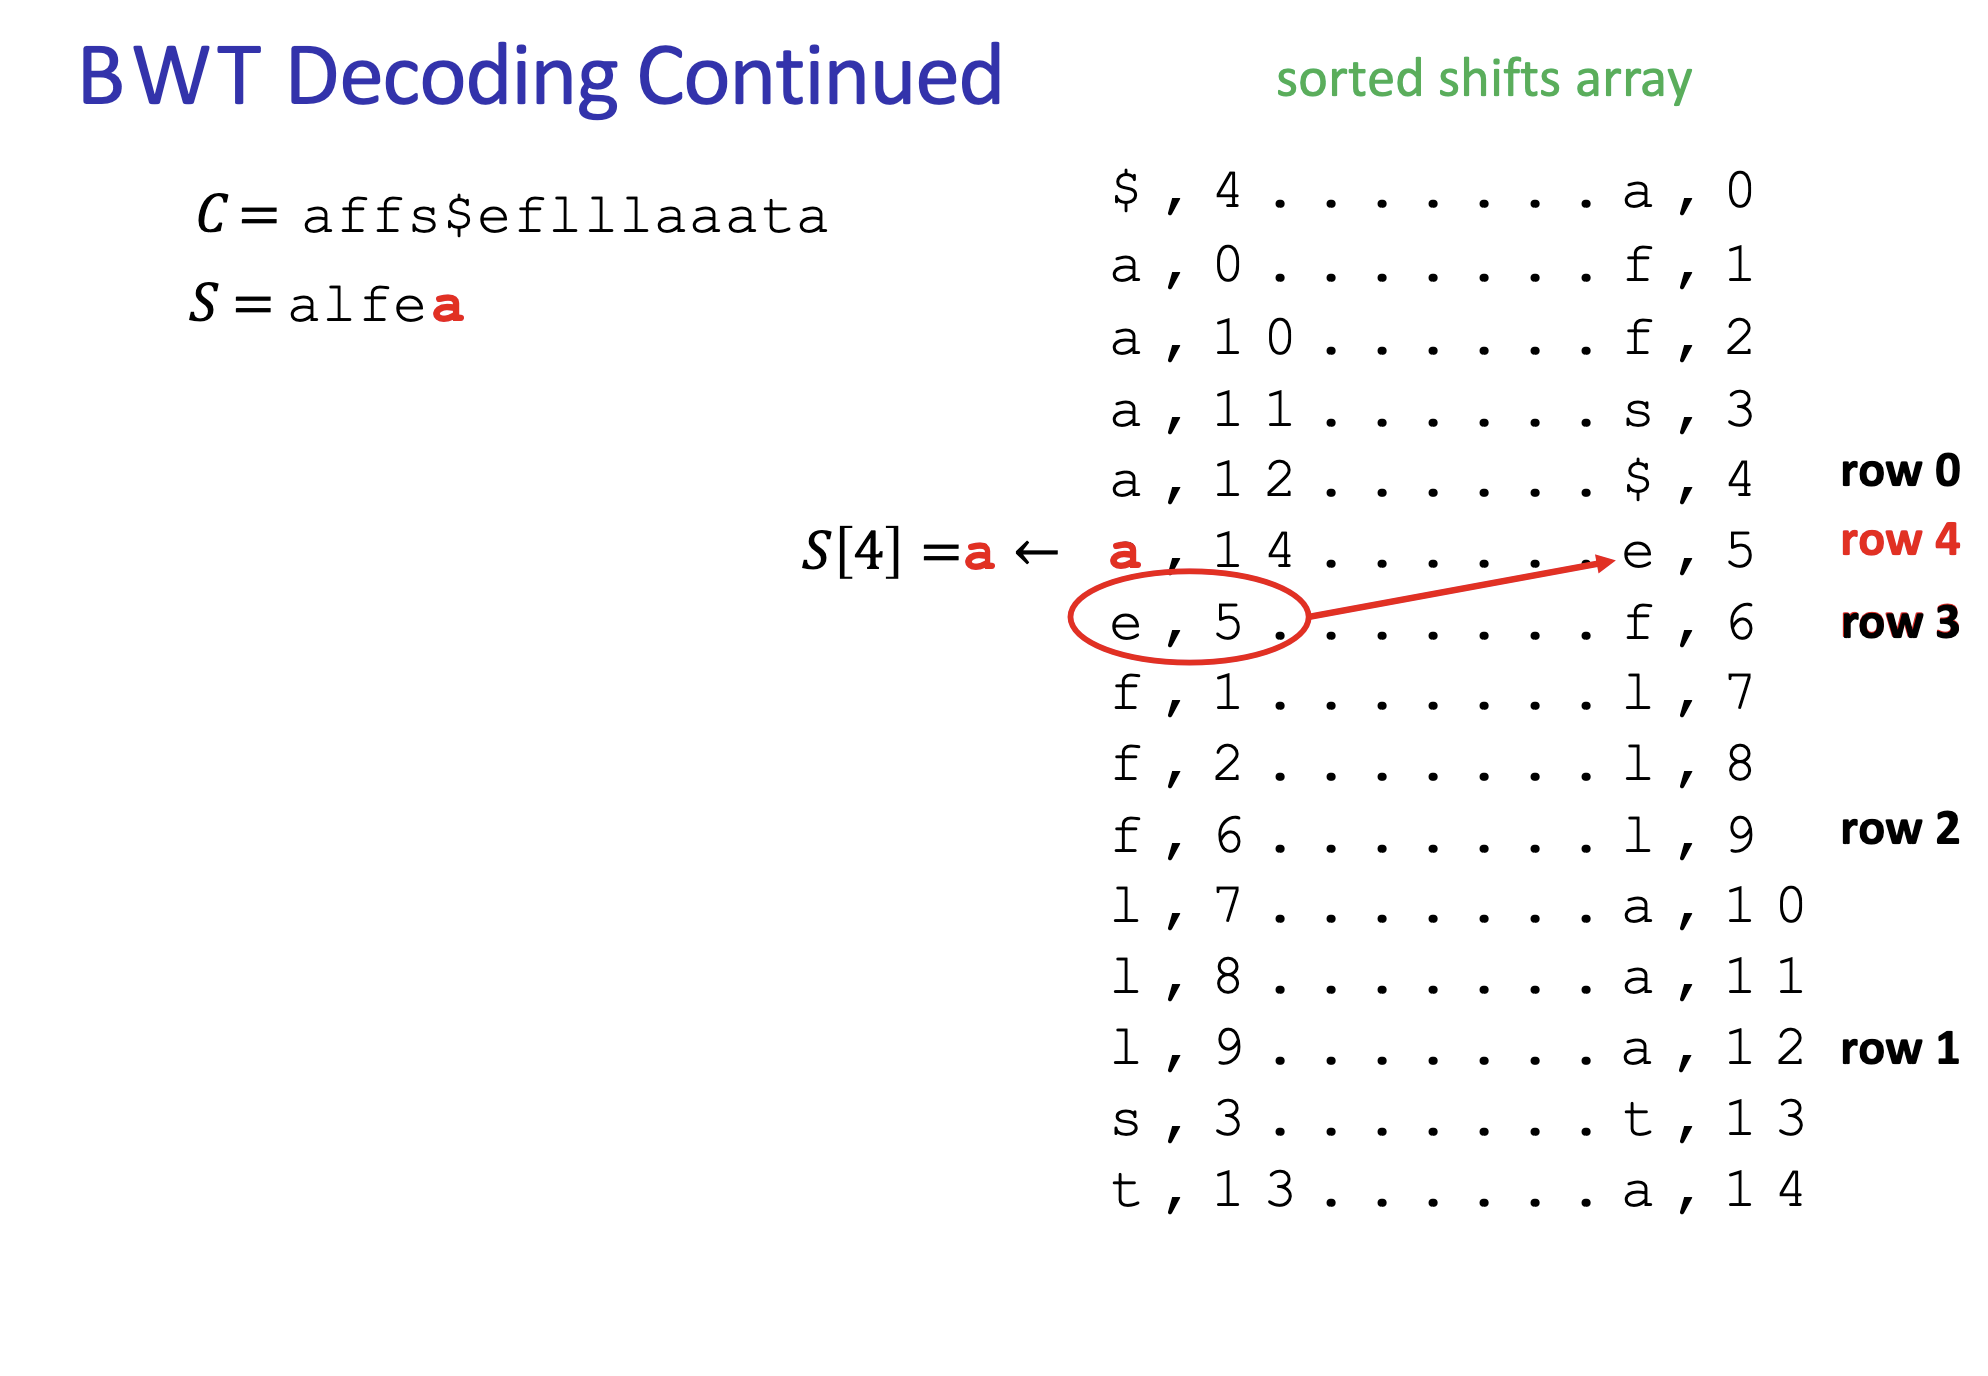 BWT Decoding Continued
sorted shifts array
C = affs$eflllaaata
S = alfea
$,4.......a,0
a,0.......f,1
a,10......f,2
a,11......s,3
a,12......$,4 row 0
S[4] =a ← a,14......e,5 row 4
e,5.......f,6 row 3
f,1.......l,7
f,2.......l,8
f,6.......l,9 row 2
l,7.......a,10
l,8.......a,11
l,9.......a,12 row 1
s,3.......t,13
t,13......a,14